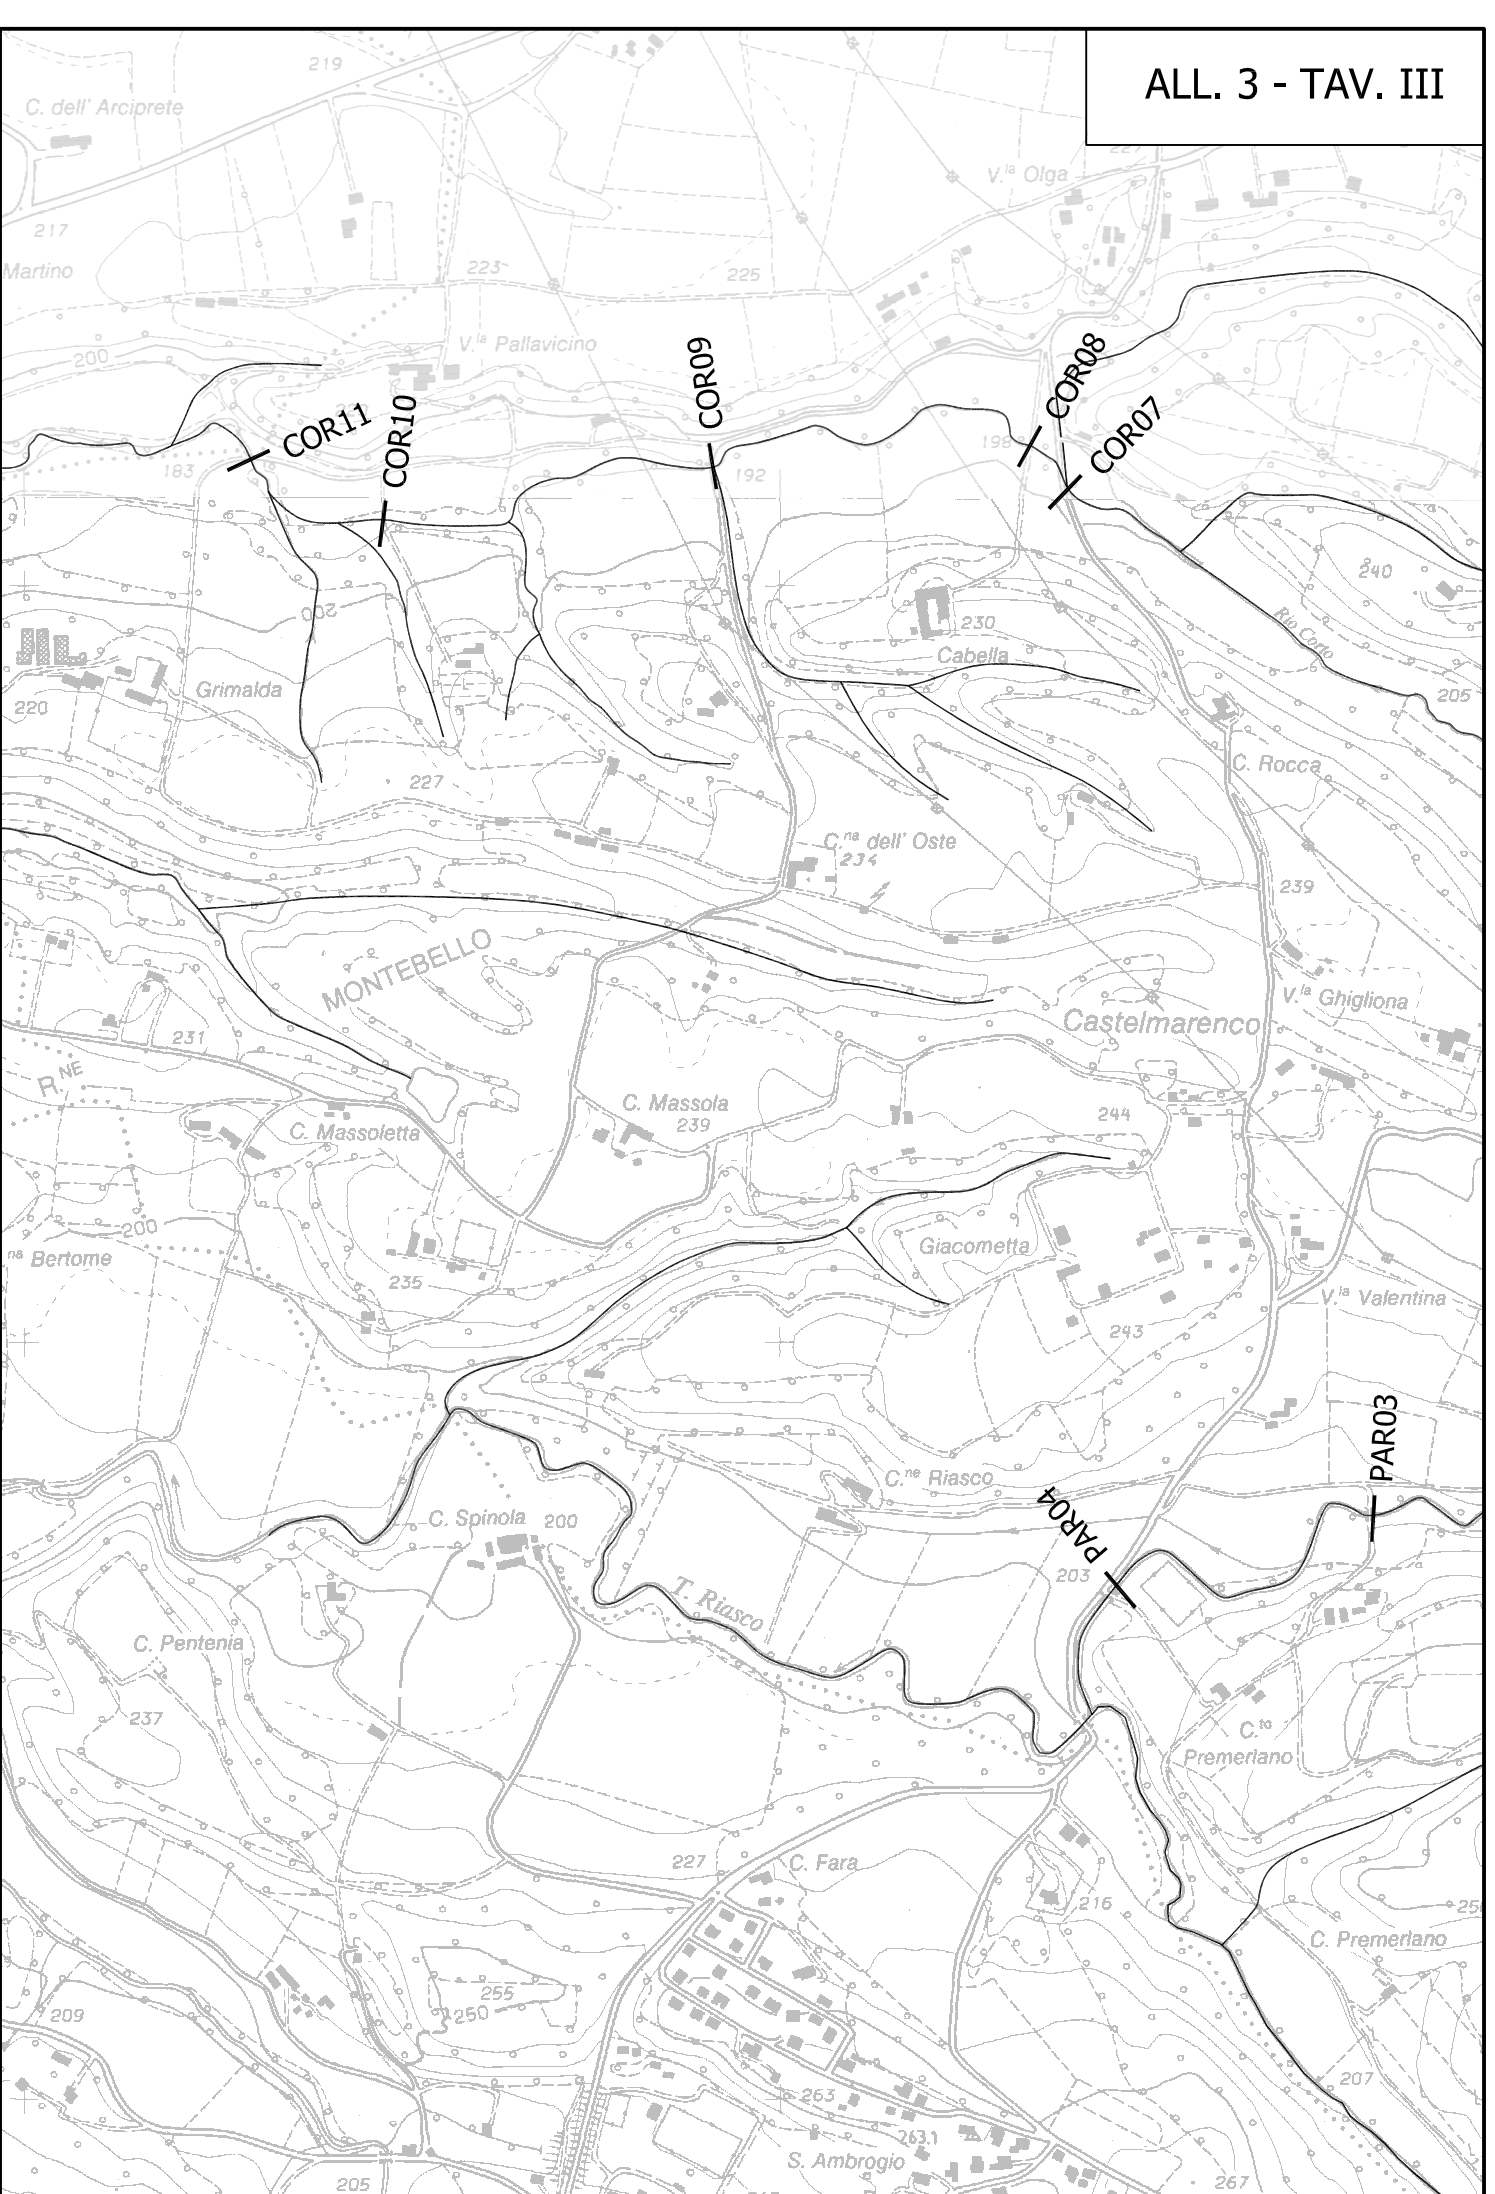 ALL. 3 - TAV. III
219
C. dell' Arciprete
227
V.la Olga
217
Martino
223
225
200
V.la Pallavicino
COR09
COR08
COR11
COR10
COR07
198
183
192
240
200
230
Rio Corto
Cabella
Grimalda
205
220
C. Rocca
227
C.na dell' Oste
234
239
MONTEBELLO
V.la Ghigliona
Castelmarenco
231
R.NE
C. Massola
239
244
C. Massoletta
200
na Bertome
Giacometta
235
V.la Valentina
243
PAR03
C.ne Riasco
PAR04
C. Spinola
200
203
T. Riasco
C. Pentenia
237
C.ta
Premerlano
227
C. Fara
216
C. Premerlano
255
250
209
207
263
263.1
S. Ambrogio
205
267